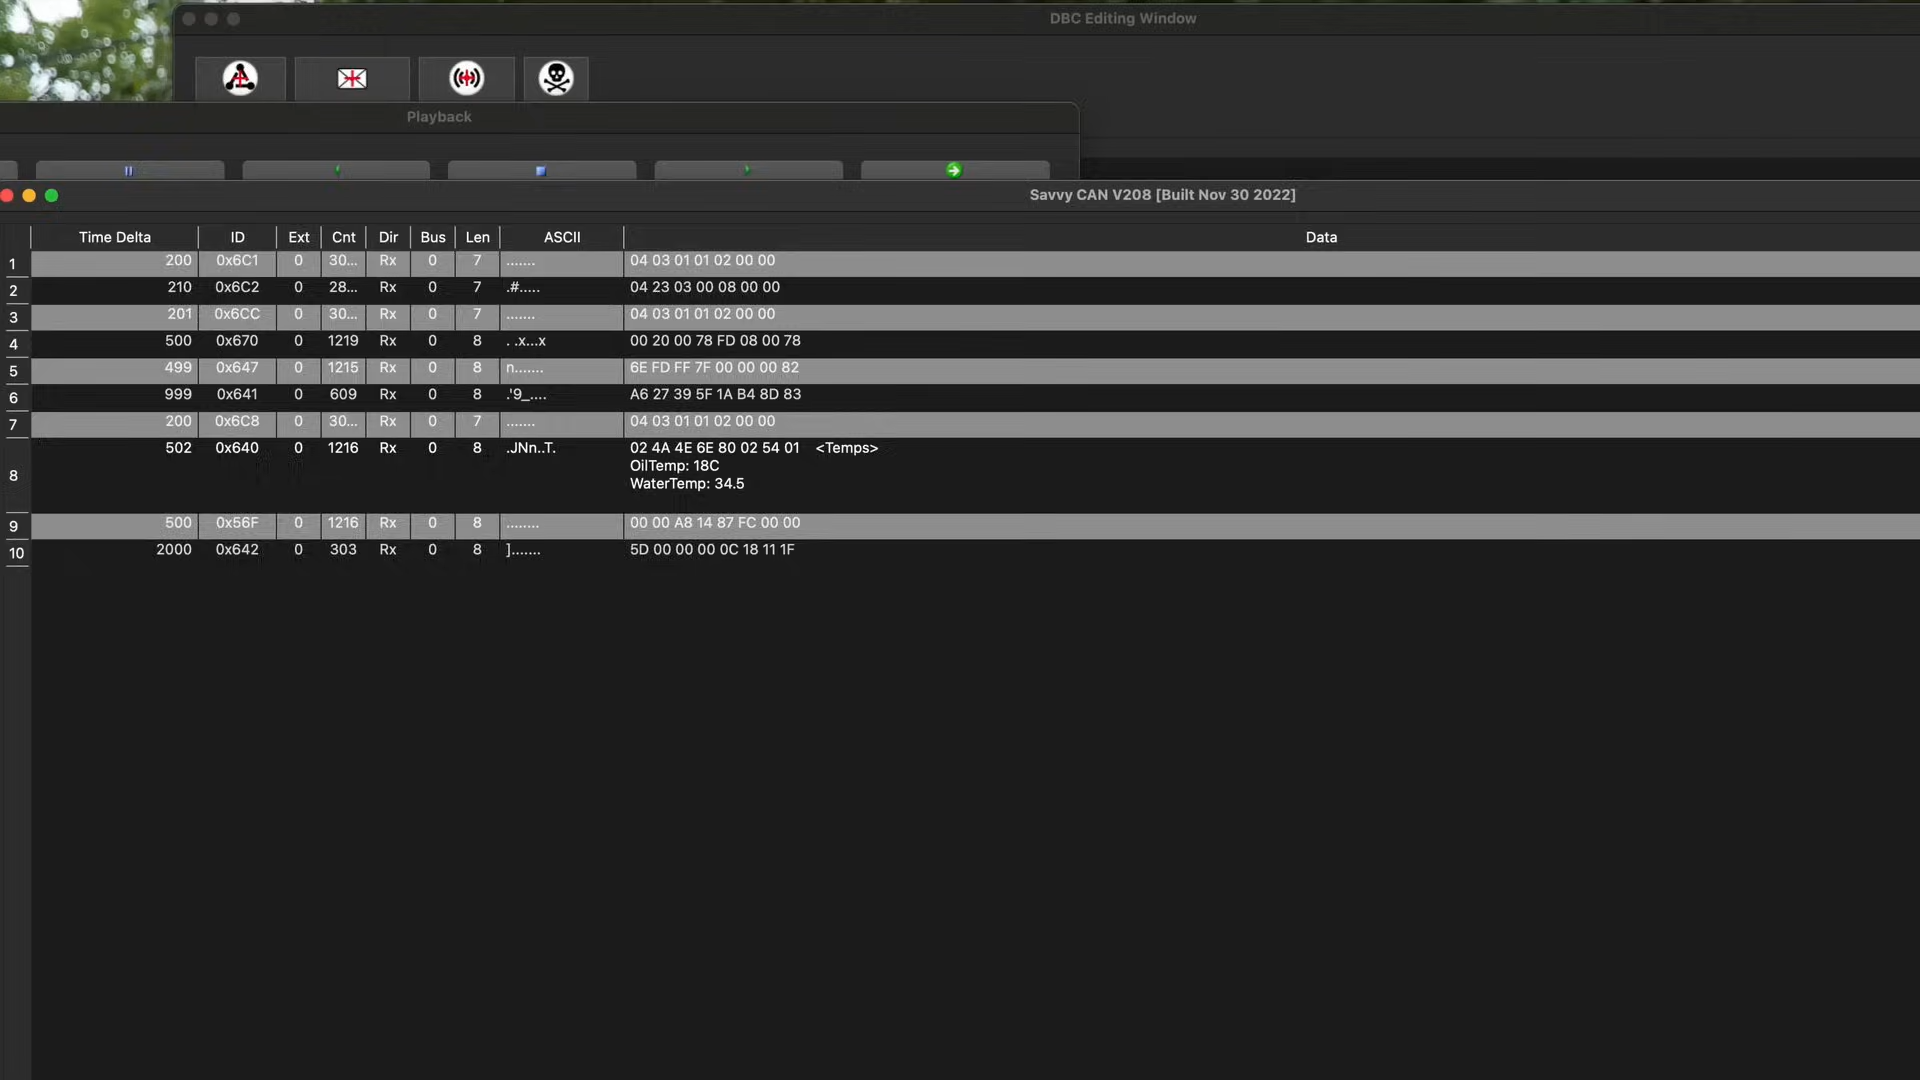 DBC Editing Window
Playback
Savvy CAN V208 [Built Nov 30 2022]
Time Delta ID Ext Cnt Dir Bus Len ASCII Data
1 200 0x6C1 0 30... Rx 0 7 ....... 04 03 01 01 02 00 00
2 210 0x6C2 0 28... Rx 0 7 .#..... 04 23 03 00 08 00 00
3 201 0x6CC 0 30... Rx 0 7 ....... 04 03 01 01 02 00 00
4 500 0x670 0 1219 Rx 0 8 . .x...x 00 20 00 78 FD 08 00 78
5 499 0x647 0 1215 Rx 0 8 n....... 6E FD FF 7F 00 00 00 82
6 999 0x641 0 609 Rx 0 8 .'9_.... A6 27 39 5F 1A B4 8D 83
7 200 0x6C8 0 30... Rx 0 7 ....... 04 03 01 01 02 00 00
8 502 0x640 0 1216 Rx 0 8 .JNn..T. 02 4A 4E 6E 80 02 54 01 <Temps>
OilTemp: 18C
WaterTemp: 34.5
9 500 0x56F 0 1216 Rx 0 8 ........ 00 00 A8 14 87 FC 00 00
10 2000 0x642 0 303 Rx 0 8 ]....... 5D 00 00 00 0C 18 11 1F